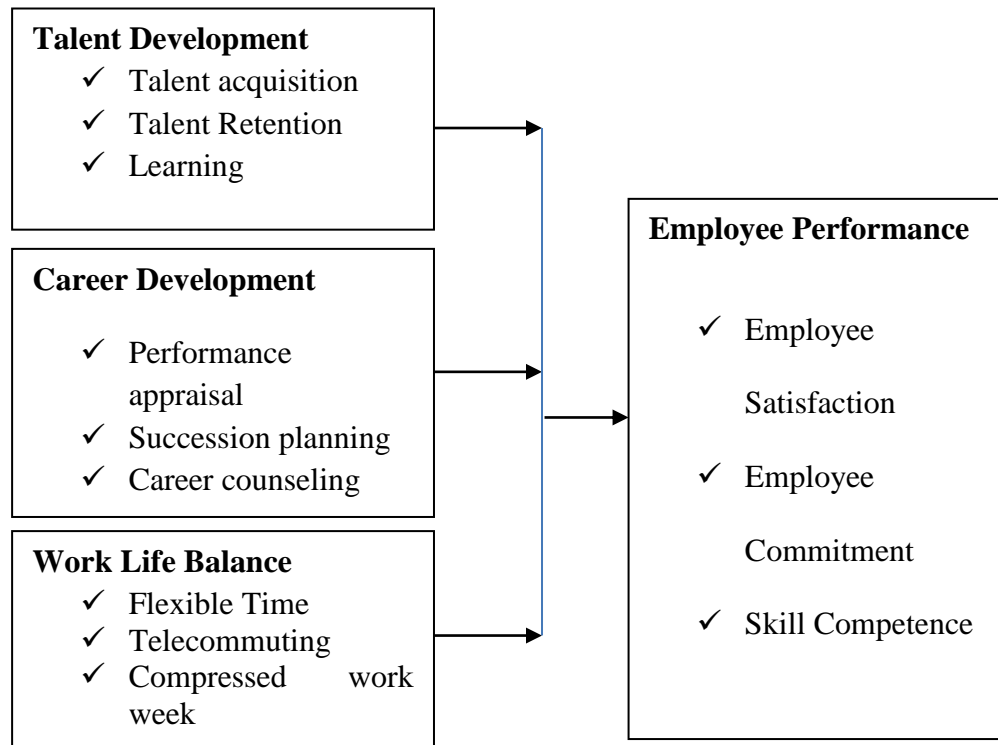 Talent Development
✓ Talent acquisition
✓ Talent Retention
✓ Learning
Career Development
✓ Performance
appraisal
✓ Succession planning
✓ Career counseling
Work Life Balance
✓ Flexible Time
✓ Telecommuting
✓ Compressed work
week
Employee Performance
✓ Employee
Satisfaction
✓ Employee
Commitment
✓ Skill Competence